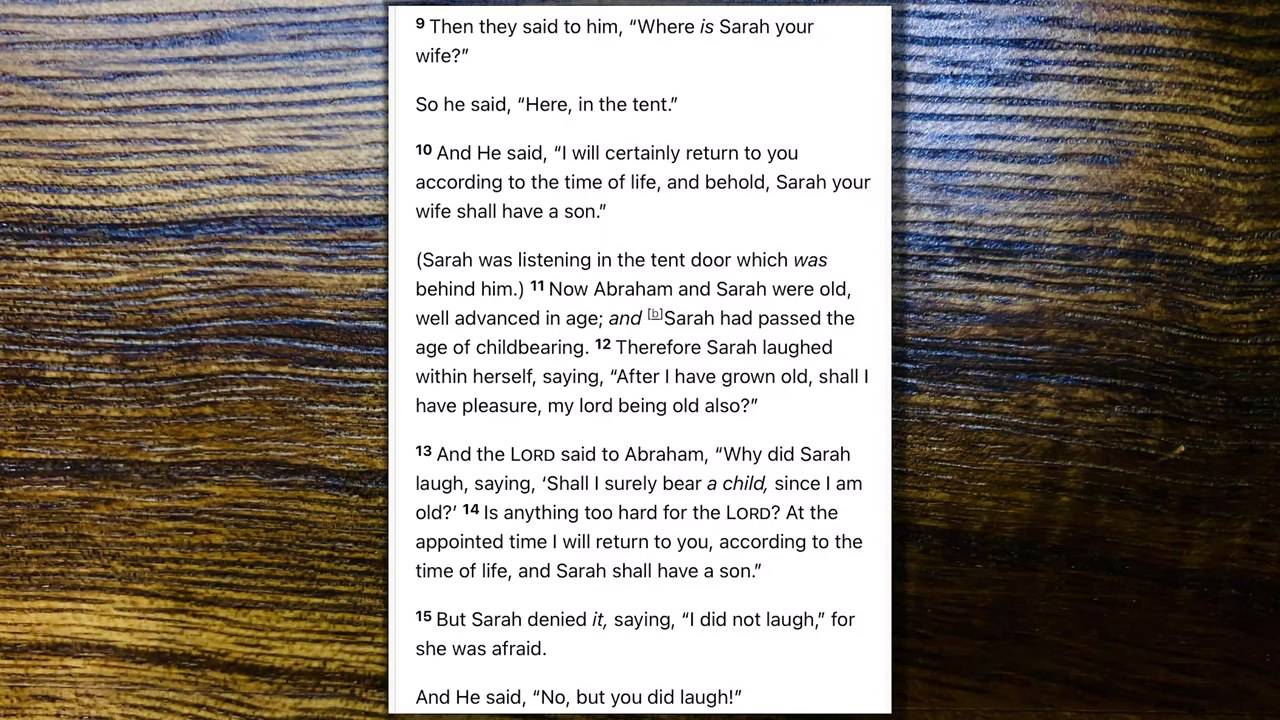 9 Then they said to him, “Where is Sarah your
wife?”
So he said, “Here, in the tent.”
10 And He said, “I will certainly return to you
according to the time of life, and behold, Sarah your
wife shall have a son.”
(Sarah was listening in the tent door which was
behind him.) 11 Now Abraham and Sarah were old,
well advanced in age; and [b]Sarah had passed the
age of childbearing. 12 Therefore Sarah laughed
within herself, saying, “After I have grown old, shall I
have pleasure, my lord being old also?”
13 And the LORD said to Abraham, “Why did Sarah
laugh, saying, ‘Shall I surely bear a child, since I am
old?’ 14 Is anything too hard for the LORD? At the
appointed time I will return to you, according to the
time of life, and Sarah shall have a son.”
15 But Sarah denied it, saying, “I did not laugh,” for
she was afraid.
And He said, “No, but you did laugh!”